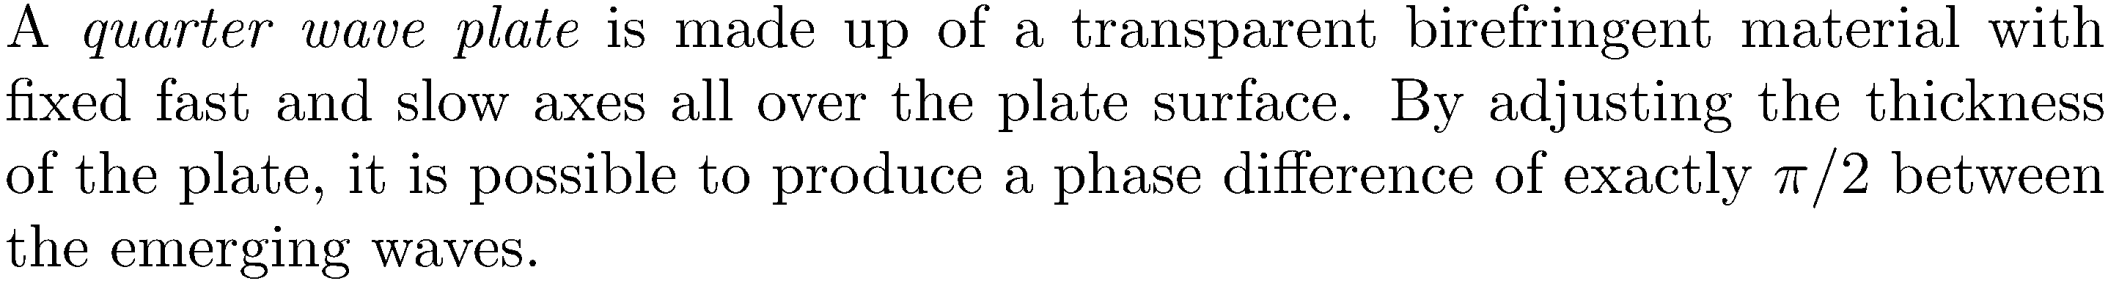 A quarter wave plate is made up of a transparent birefringent material with
fixed fast and slow axes all over the plate surface. By adjusting the thickness
of the plate, it is possible to produce a phase difference of exactly π/2 between
the emerging waves.